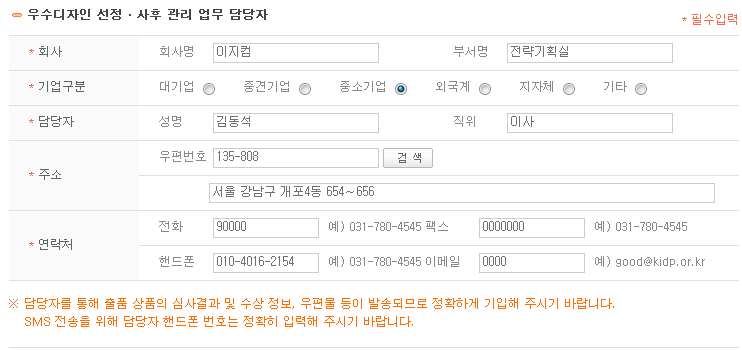 우수디자인 선정·사후 관리 업무 담당자
* 필수입력
* 회사 회사명 이지컴 부서명 전략기획실
* 기업구분 대기업 중견기업 중소기업 외국계 지자체 기타
* 담당자 성명 김동석 직위 이사
* 주소 우편번호 135-808 검 색
서울 강남구 개포4동 654~656
* 연락처 전화 90000 예) 031-780-4545 팩스 0000000 예) 031-780-4545
핸드폰 010-4016-2154 예) 031-780-4545 이메일 0000 예) good@kidp.or.kr
※ 담당자를 통해 출품 상품의 심사결과 및 수상 정보, 우편물 등이 발송되므로 정확하게 기입해 주시기 바랍니다.
SMS 전송을 위해 담당자 핸드폰 번호는 정확히 입력해 주시기 바랍니다.